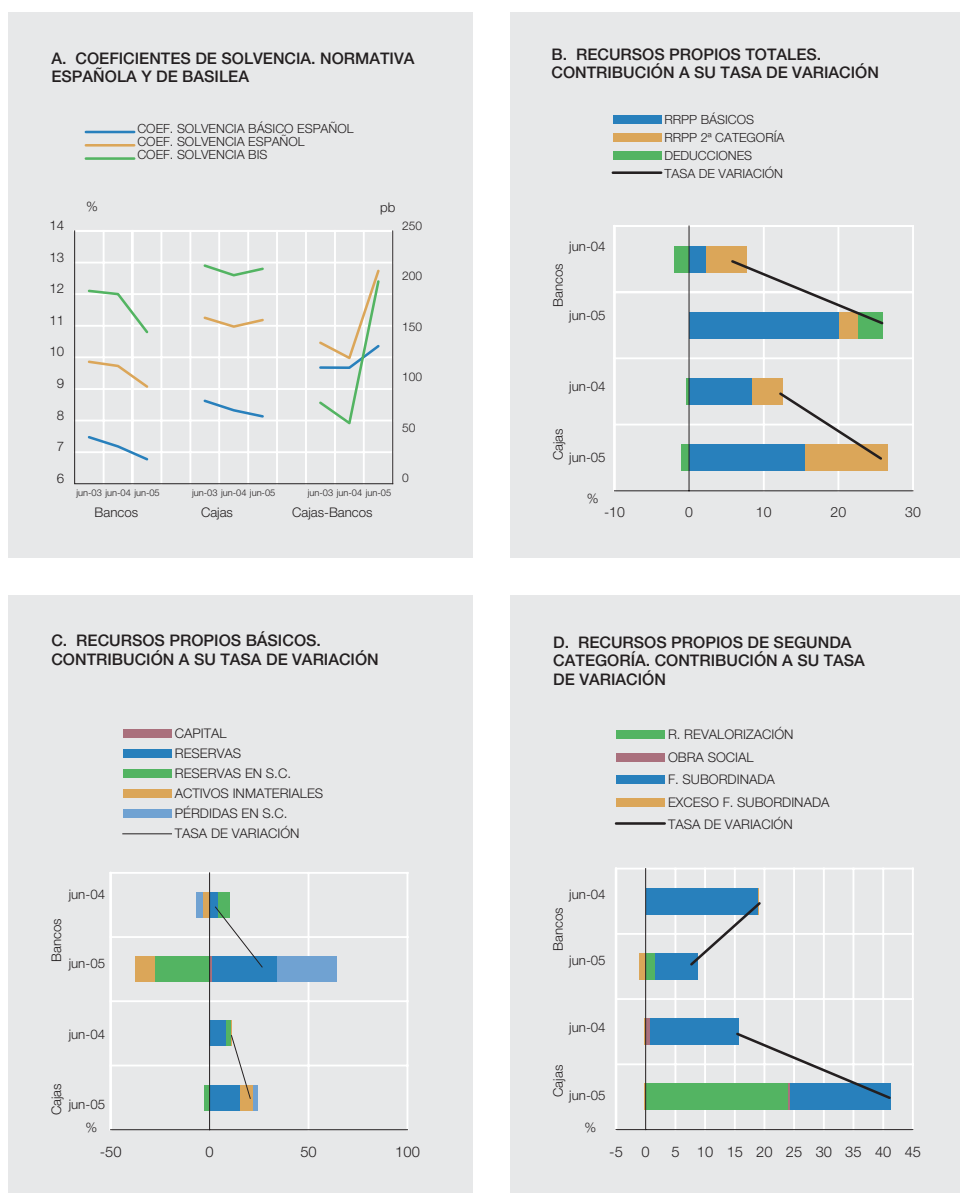 A. COEFICIENTES DE SOLVENCIA. NORMATIVA
ESPAÑOLA Y DE BASILEA
COEF. SOLVENCIA BÁSICO ESPAÑOL
COEF. SOLVENCIA ESPAÑOL
COEF. SOLVENCIA BIS
% pb
14 250
13
12 200
11 150
10
9 100
8 50
7
6 0
jun-03 jun-04 jun-05 jun-03 jun-04 jun-05 jun-03 jun-04 jun-05
Bancos Cajas Cajas-Bancos
B. RECURSOS PROPIOS TOTALES.
CONTRIBUCIÓN A SU TASA DE VARIACIÓN
RRPP BÁSICOS
RRPP 2ª CATEGORÍA
DEDUCCIONES
TASA DE VARIACIÓN
Bancos
jun-04
jun-05
Cajas
jun-04
jun-05
%
-10 0 10 20 30
C. RECURSOS PROPIOS BÁSICOS.
CONTRIBUCIÓN A SU TASA DE VARIACIÓN
CAPITAL
RESERVAS
RESERVAS EN S.C.
ACTIVOS INMATERIALES
PÉRDIDAS EN S.C.
TASA DE VARIACIÓN
Bancos
jun-04
jun-05
Cajas
jun-04
jun-05
%
-50 0 50 100
D. RECURSOS PROPIOS DE SEGUNDA
CATEGORÍA. CONTRIBUCIÓN A SU TASA
DE VARIACIÓN
R. REVALORIZACIÓN
OBRA SOCIAL
F. SUBORDINADA
EXCESO F. SUBORDINADA
TASA DE VARIACIÓN
Bancos
jun-04
jun-05
Cajas
jun-04
jun-05
%
-5 0 5 10 15 20 25 30 35 40 45